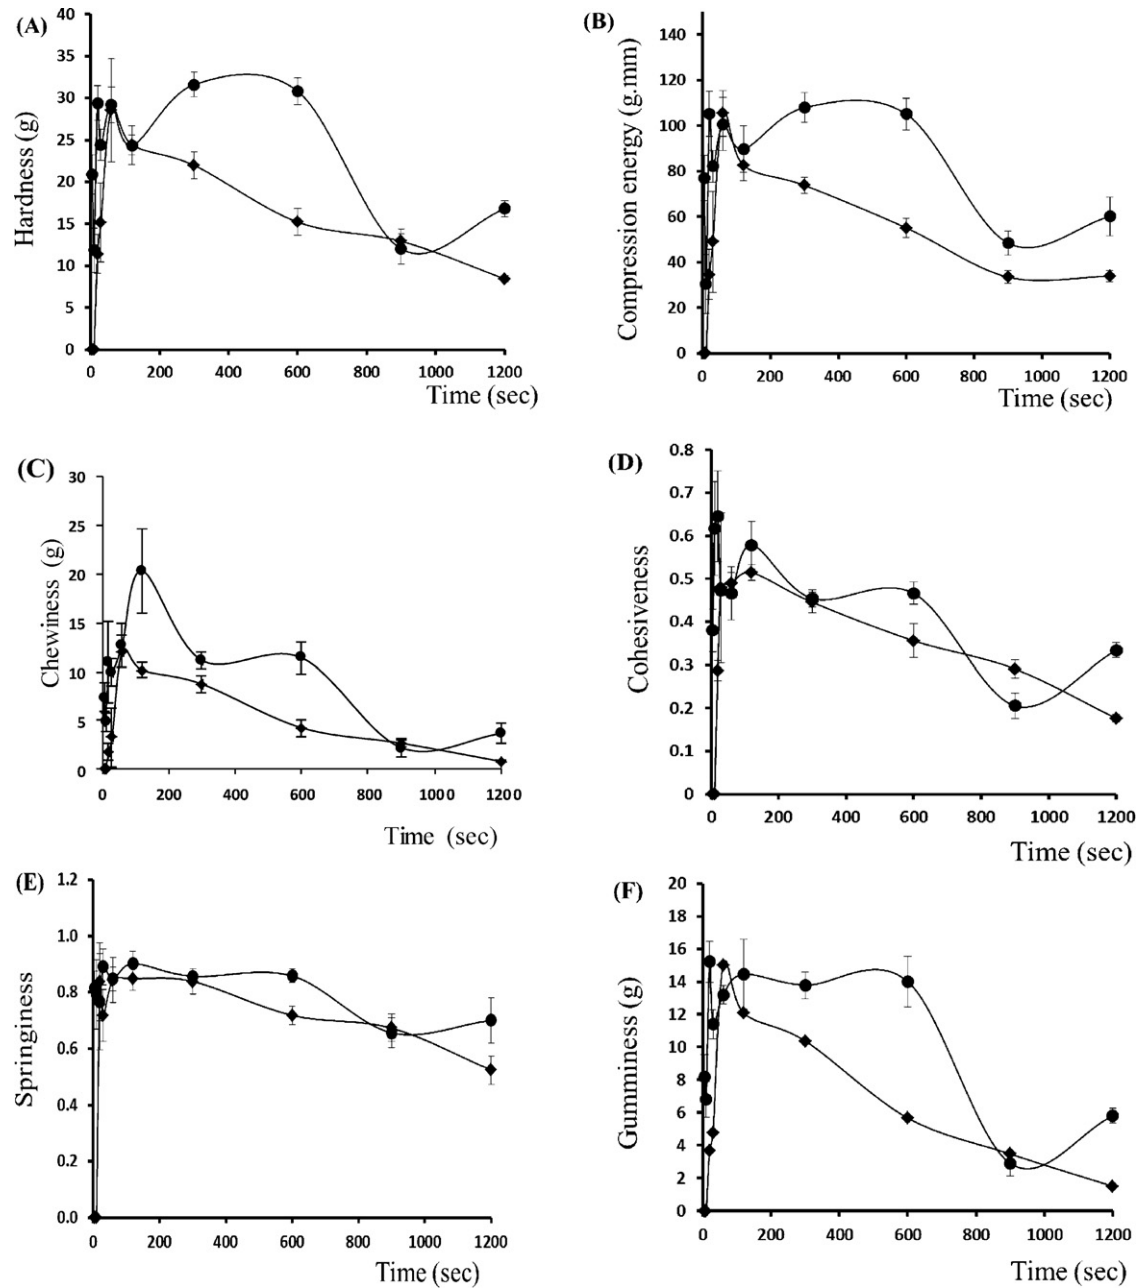 (A)
Hardness (g)
40
35
30
25
20
15
10
5
0
0 200 400 600 800 1000 1200
Time (sec)
(B)
Compression energy (g.mm)
140
120
100
80
60
40
20
0
0 200 400 600 800 1000 1200
Time (sec)
(C)
Chewiness (g)
30
25
20
15
10
5
0
0 200 400 600 800 1000 1200
Time (sec)
(D)
Cohesiveness
0.8
0.7
0.6
0.5
0.4
0.3
0.2
0.1
0
0 200 400 600 800 1000 1200
Time (sec)
(E)
Springiness
1.2
1.0
0.8
0.6
0.4
0.2
0.0
0 200 400 600 800 1000 1200
Time (sec)
(F)
Gumminess (g)
20
18
16
14
12
10
8
6
4
2
0
0 200 400 600 800 1000 1200
Time (sec)